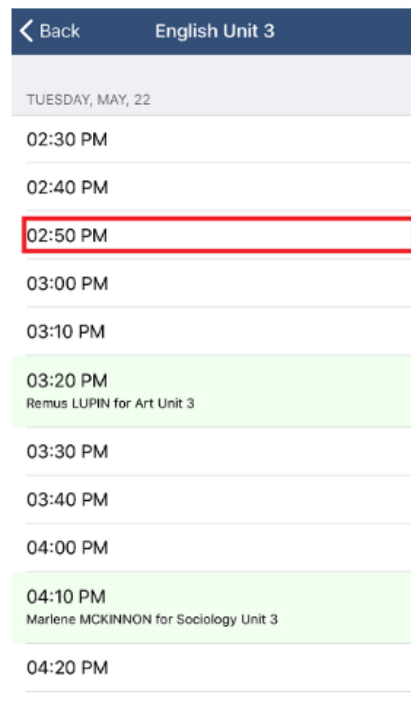 Back English Unit 3
TUESDAY, MAY, 22
02:30 PM
02:40 PM
02:50 PM
03:00 PM
03:10 PM
03:20 PM
Remus LUPIN for Art Unit 3
03:30 PM
03:40 PM
04:00 PM
04:10 PM
Marlene MCKINNON for Sociology Unit 3
04:20 PM